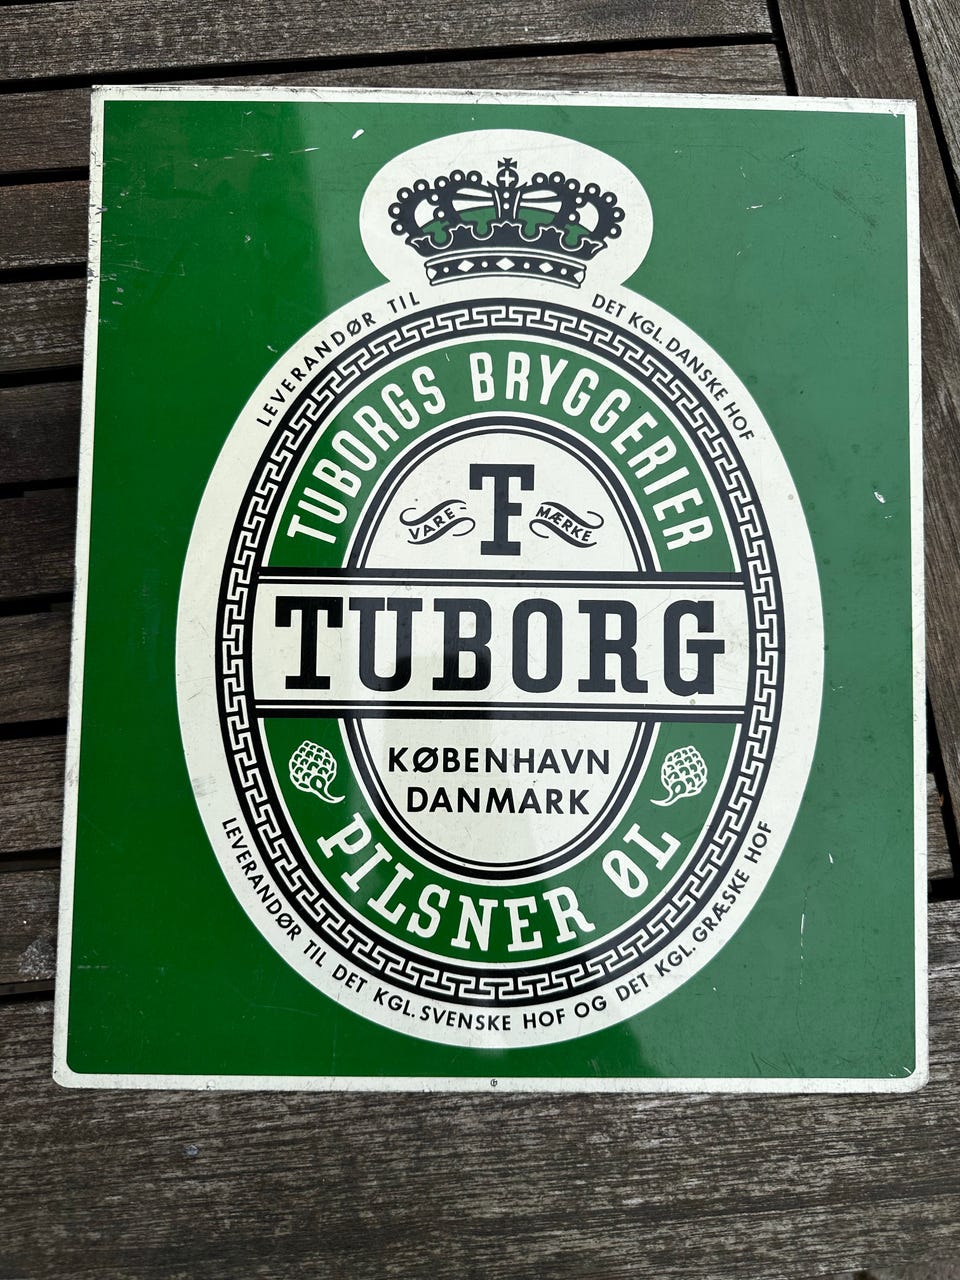 LEVERANDØR TIL DET KGL. DANSKE HOF
TUBORGS BRYGGERIER
T
VARE- MÆRKE
TUBORG
KØBENHAVN
DANMARK
PILSNER ØL
LEVERANDØR TIL DET KGL. SVENSKE HOF OG DET KGL. GRÆSKE HOF